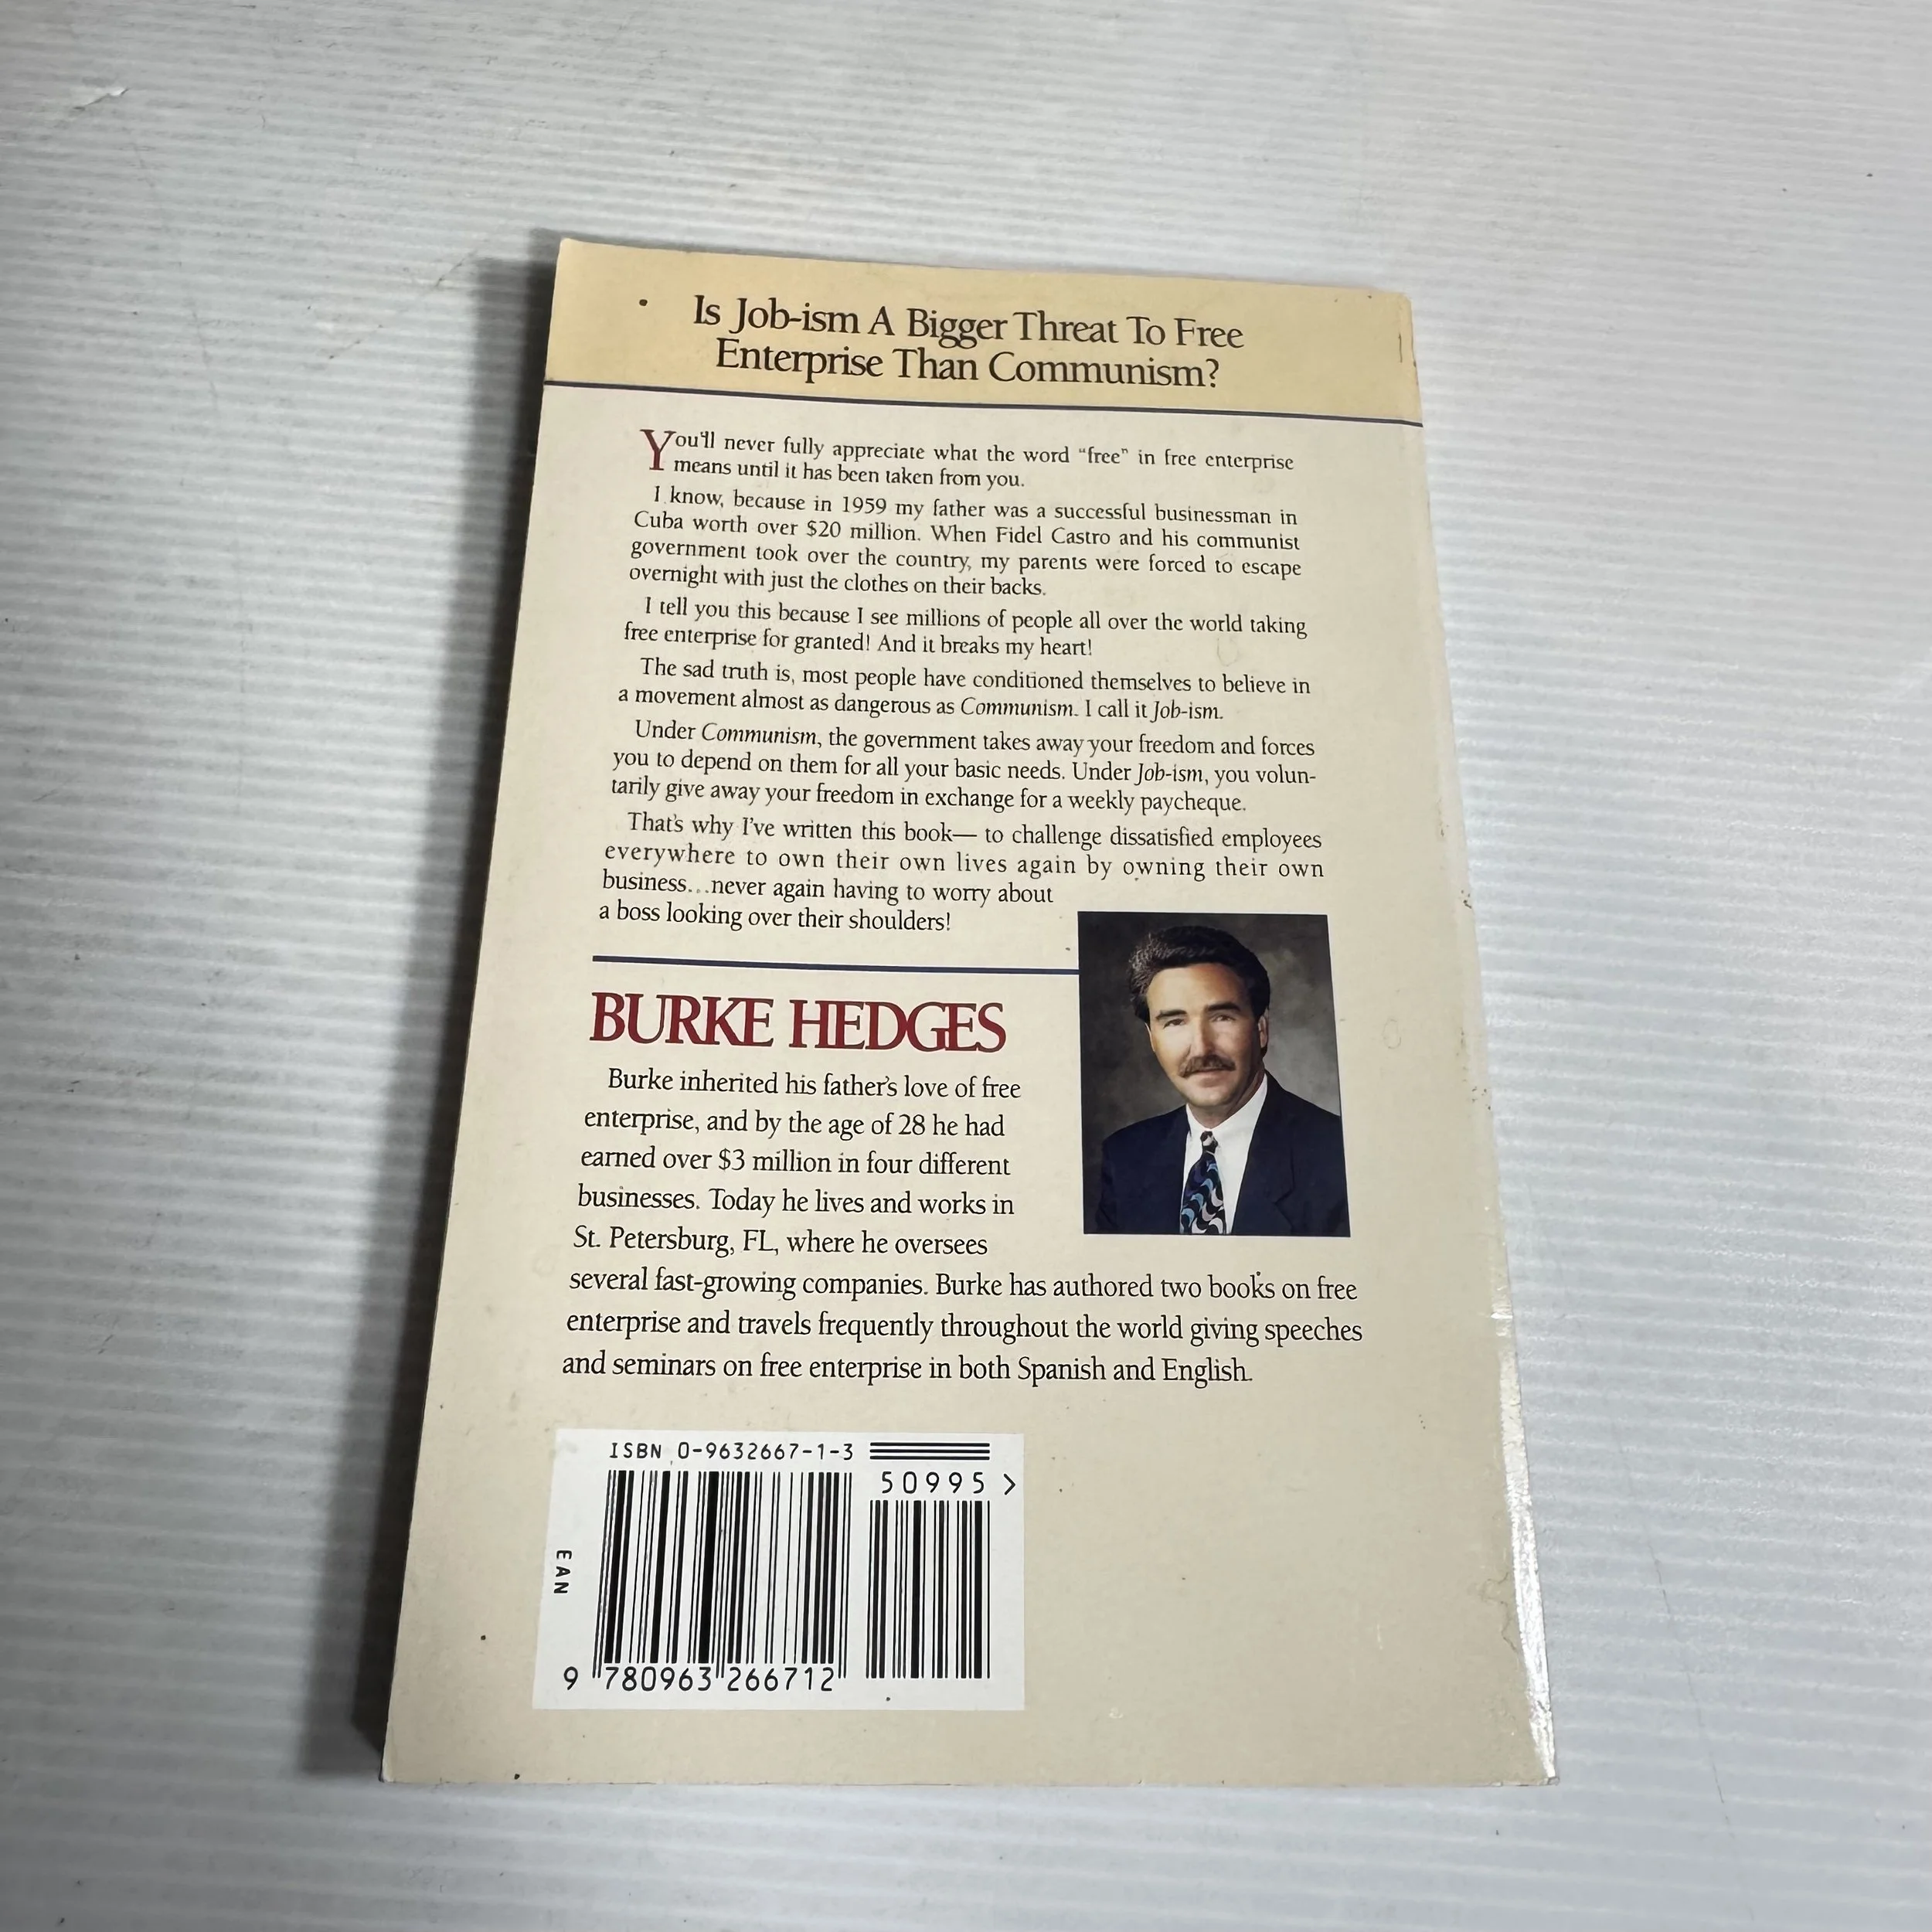 Is Job-ism A Bigger Threat To Free
Enterprise Than Communism?
You'll never fully appreciate what the word “free” in free enterprise
means until it has been taken from you.
I know, because in 1959 my father was a successful businessman in
Cuba worth over $20 million. When Fidel Castro and his communist
government took over the country, my parents were forced to escape
overnight with just the clothes on their backs.
I tell you this because I see millions of people all over the world taking
free enterprise for granted! And it breaks my heart!
The sad truth is, most people have conditioned themselves to believe in
a movement almost as dangerous as Communism. I call it Job-ism.
Under Communism, the government takes away your freedom and forces
you to depend on them for all your basic needs. Under Job-ism, you volun-
tarily give away your freedom in exchange for a weekly paycheque.
That's why I've written this book— to challenge dissatisfied employees
everywhere to own their own lives again by owning their own
business...never again having to worry about
a boss looking over their shoulders!
BURKE HEDGES
Burke inherited his father's love of free
enterprise, and by the age of 28 he had
earned over $3 million in four different
businesses. Today he lives and works in
St. Petersburg, FL, where he oversees
several fast-growing companies. Burke has authored two books on free
enterprise and travels frequently throughout the world giving speeches
and seminars on free enterprise in both Spanish and English.
ISBN 0-9632667-1-3
50995 >
EAN
9 780963 266712